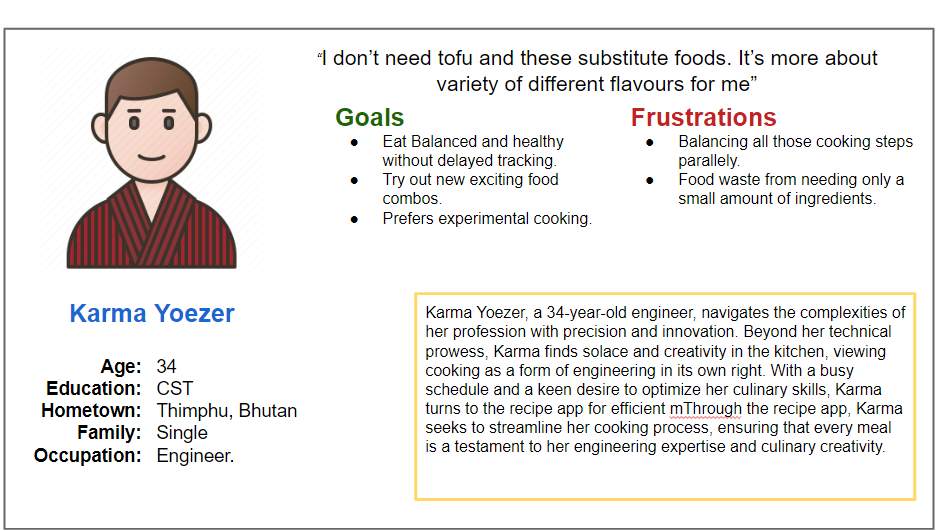 “I don’t need tofu and these substitute foods. It’s more about
variety of different flavours for me”
Goals
● Eat Balanced and healthy
without delayed tracking.
● Try out new exciting food
combos.
● Prefers experimental cooking.
Frustrations
● Balancing all those cooking steps
parallely.
● Food waste from needing only a
small amount of ingredients.
Karma Yoezer
Age: 34
Education: CST
Hometown: Thimphu, Bhutan
Family: Single
Occupation: Engineer.
Karma Yoezer, a 34-year-old engineer, navigates the complexities of
her profession with precision and innovation. Beyond her technical
prowess, Karma finds solace and creativity in the kitchen, viewing
cooking as a form of engineering in its own right. With a busy
schedule and a keen desire to optimize her culinary skills, Karma
turns to the recipe app for efficient mThrough the recipe app, Karma
seeks to streamline her cooking process, ensuring that every meal
is a testament to her engineering expertise and culinary creativity.